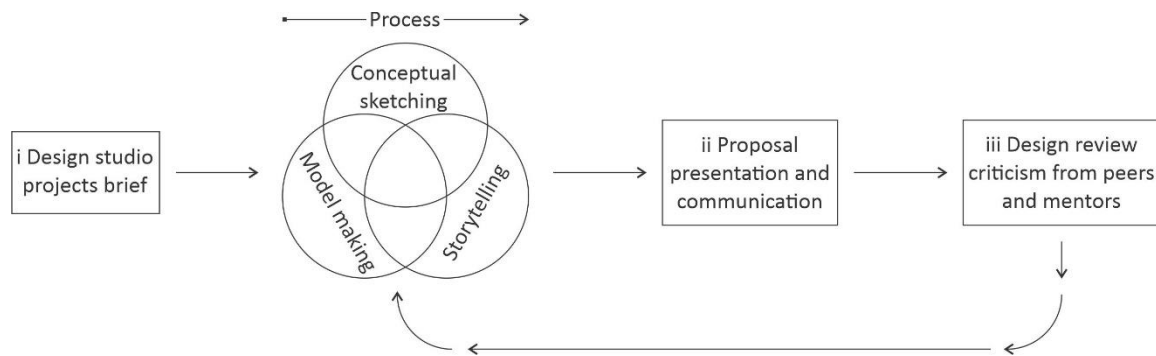 Process
Conceptual
sketching
Model making
Storytelling
i Design studio
projects brief
ii Proposal
presentation and
communication
iii Design review
criticism from peers
and mentors